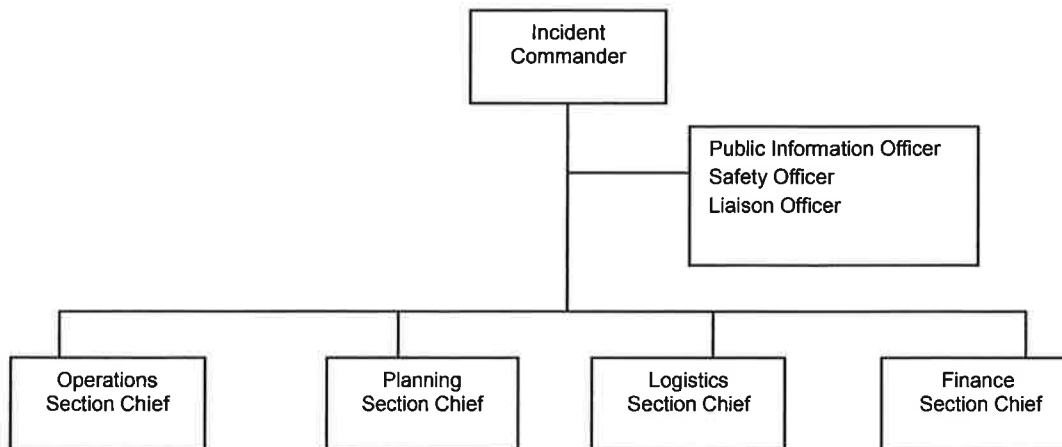 Incident
Commander
Public Information Officer
Safety Officer
Liaison Officer
Operations
Section Chief
Planning
Section Chief
Logistics
Section Chief
Finance
Section Chief